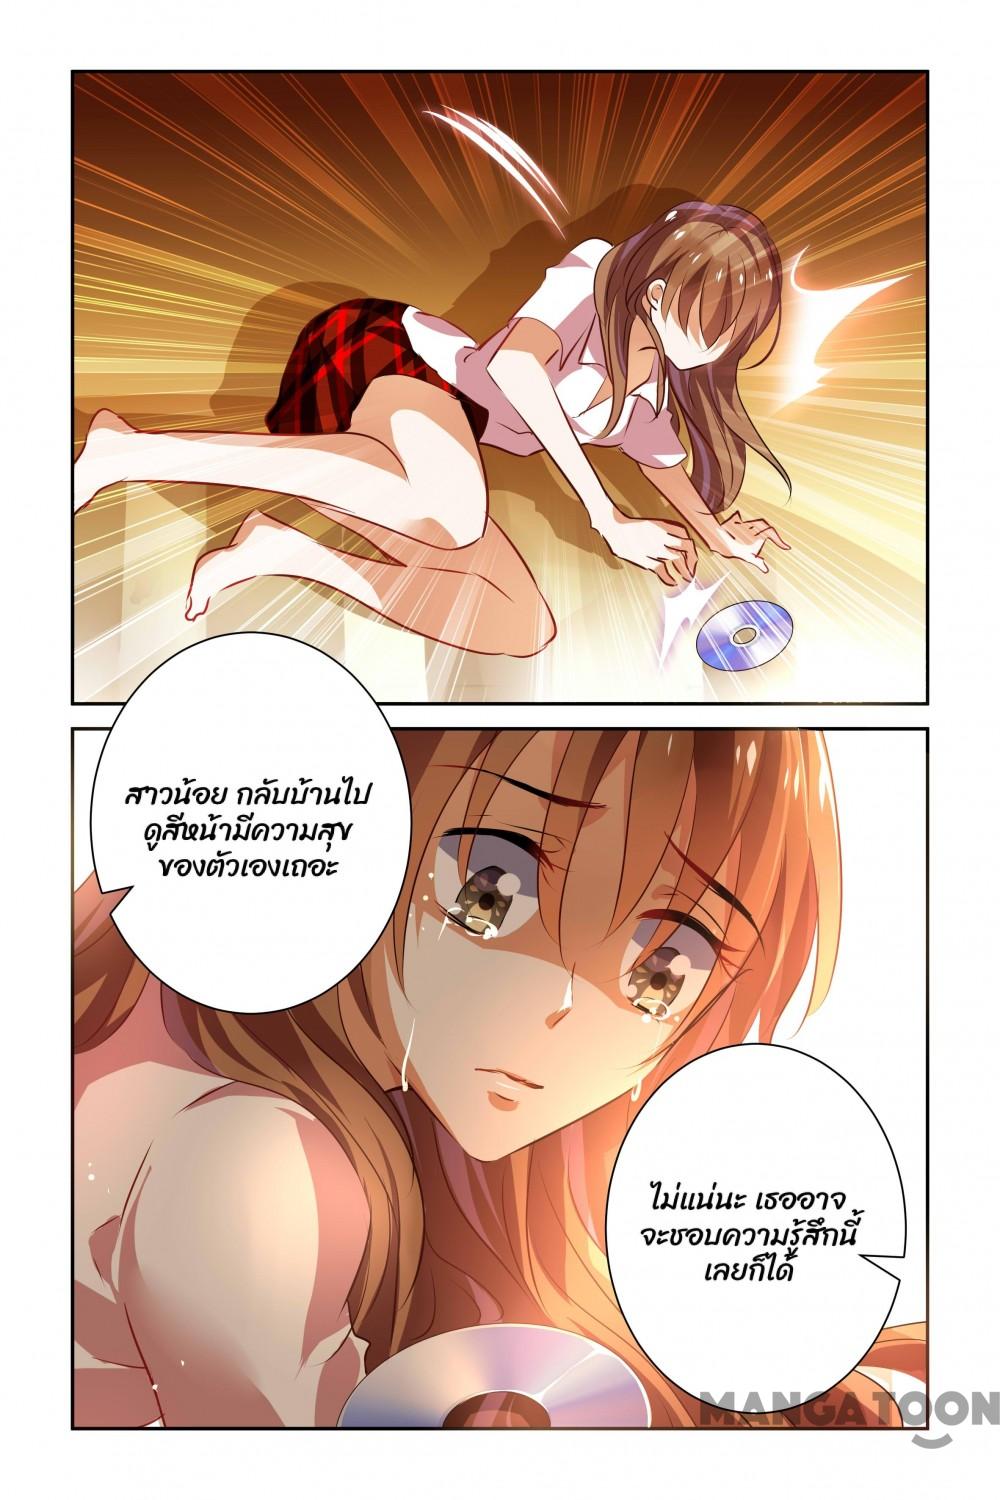 สาวน้อย กลับบ้านไป
ดูสีหน้ามีความสุข
ของตัวเองเถอะ
ไม่แน่นะ เธออาจ
จะชอบความรู้สึกนี้
เลยก็ได้
MANGATOON